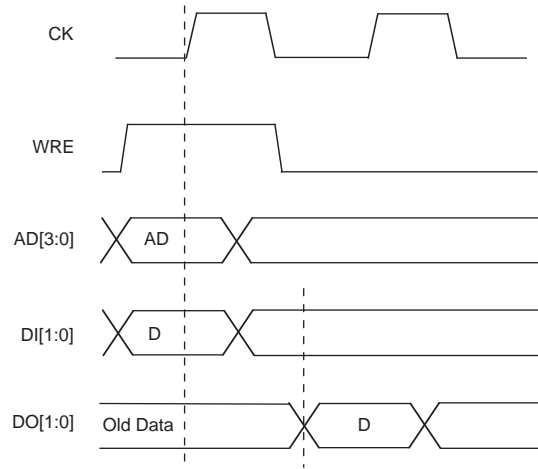 CK
WRE
AD[3:0]
AD
DI[1:0]
D
DO[1:0]
Old Data
D